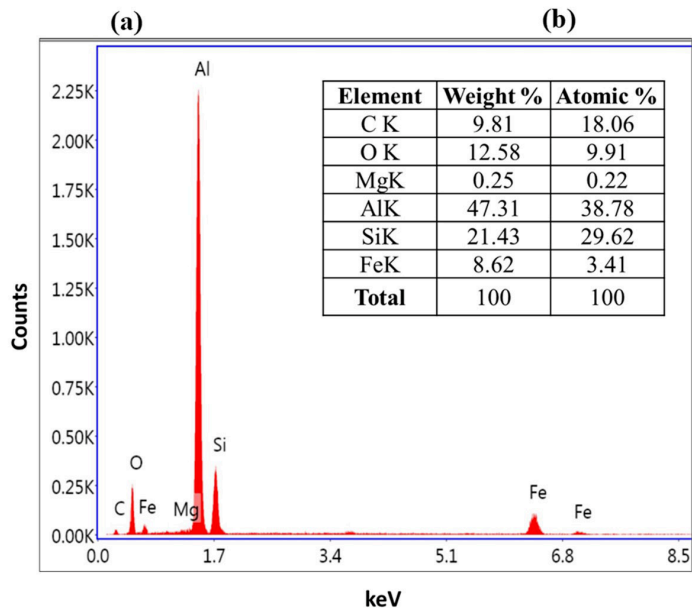 (a) (b)
Al
Element Weight % Atomic %
C K 9.81 18.06
O K 12.58 9.91
MgK 0.25 0.22
AlK 47.31 38.78
SiK 21.43 29.62
FeK 8.62 3.41
Total 100 100
2.25K
2.00K
1.75K
1.50K
1.25K
1.00K
0.75K
0.50K
0.25K
0.00K
Counts
C
O
Fe
Mg
Si
Fe
Fe
0.0 1.7 3.4 5.1 6.8 8.5
keV